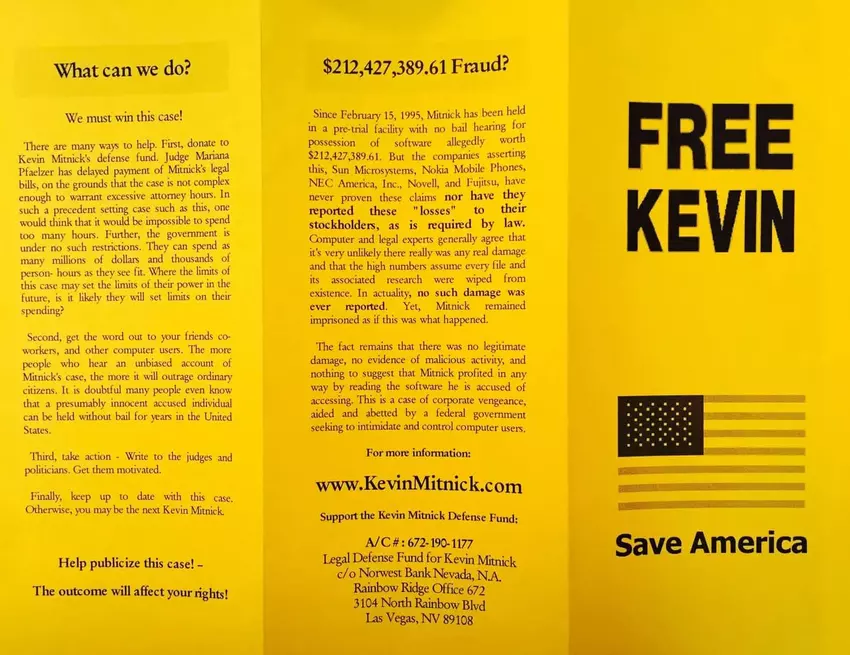 What can we do?
We must win this case!
There are many ways to help. First, donate to
Kevin Mitnick's defense fund. Judge Mariana
Pfaelzer has delayed payment of Mitnick's legal
bills, on the grounds that the case is not complex
enough to warrant excessive attorney hours. In
such a precedent setting case such as this, one
would think that it would be impossible to spend
too many hours. Further, the government is
under no such restrictions. They can spend as
many millions of dollars and thousands of
person- hours as they see fit. Where the limits of
this case may set the limits of their power in the
future, is it likely they will set limits on their
spending?
Second, get the word out to your friends co-
workers, and other computer users. The more
people who hear an unbiased account of
Mitnick's case, the more it will outrage ordinary
citizens. It is doubtful many people even know
that a presumably innocent accused individual
can be held without bail for years in the United
States.
Third, take action - Write to the judges and
politicians. Get them motivated.
Finally, keep up to date with this case.
Otherwise, you may be the next Kevin Mitnick.
Help publicize this case! –
The outcome will affect your rights!
$212,427,389.61 Fraud?
Since February 15, 1995, Mitnick has been held
in a pre-trial facility with no bail hearing for
possession of software allegedly worth
$212,427,389.61. But the companies asserting
this, Sun Microsystems, Nokia Mobile Phones,
NEC America, Inc., Novell, and Fujitsu, have
never proven these claims nor have they
reported these "losses" to their
stockholders, as is required by law.
Computer and legal experts generally agree that
it's very unlikely there really was any real damage
and that the high numbers assume every file and
its associated research were wiped from
existence. In actuality, no such damage was
ever reported. Yet, Mitnick remained
imprisoned as if this was what happened.
The fact remains that there was no legitimate
damage, no evidence of malicious activity, and
nothing to suggest that Mitnick profited in any
way by reading the software he is accused of
accessing. This is a case of corporate vengeance,
aided and abetted by a federal government
seeking to intimidate and control computer users.
For more information:
www.KevinMitnick.com
Support the Kevin Mitnick Defense Fund:
A/C # : 672-190-1177
Legal Defense Fund for Kevin Mitnick
c/o Norwest Bank Nevada, N.A.
Rainbow Ridge Office 672
3104 North Rainbow Blvd
Las Vegas, NV 89108
FREE
KEVIN
Save America